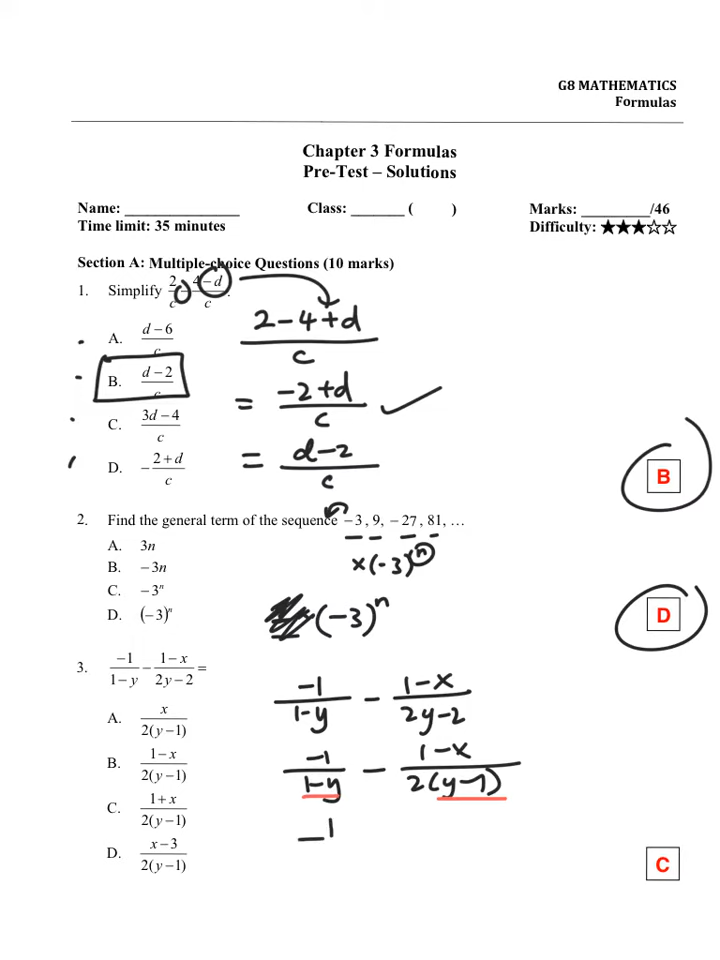 G8 MATHEMATICS
Formulas
Chapter 3 Formulas
Pre-Test – Solutions
Name: _______________ Class: _______ ( ) Marks: _________/46
Time limit: 35 minutes Difficulty: ★★★☆☆
Section A: Multiple-choice Questions (10 marks)
1. Simplify 2/c − (4−d)/c .
A. (d − 6)/c
B. (d − 2)/c
C. (3d − 4)/c
D. −(2 + d)/c
(2 − 4 + d)/c
= (−2 + d)/c ✓
= (d − 2)/c
B
2. Find the general term of the sequence −3 , 9, −27 , 81, …
A. 3n
B. −3n
C. −3ⁿ
D. (−3)ⁿ
×(−3)ⁿ
(−3)ⁿ
D
3. −1/(1−y) − (1−x)/(2y−2) =
A. x/(2(y−1))
B. (1−x)/(2(y−1))
C. (1+x)/(2(y−1))
D. (x−3)/(2(y−1))
−1/(1−y) − (1−x)/(2y−2)
−1/(1−y) − (1−x)/(2(y−1))
−1
C